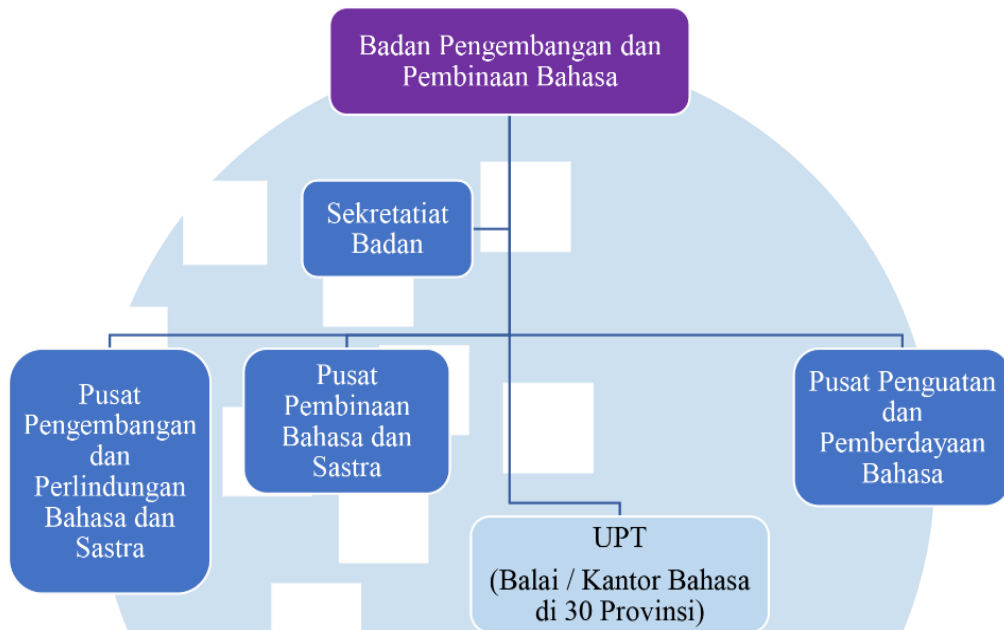 Badan Pengembangan dan
Pembinaan Bahasa
Sekretatiat
Badan
Pusat
Pengembangan
dan
Perlindungan
Bahasa dan
Sastra
Pusat
Pembinaan
Bahasa dan
Sastra
Pusat Penguatan
dan
Pemberdayaan
Bahasa
UPT
(Balai / Kantor Bahasa
di 30 Provinsi)